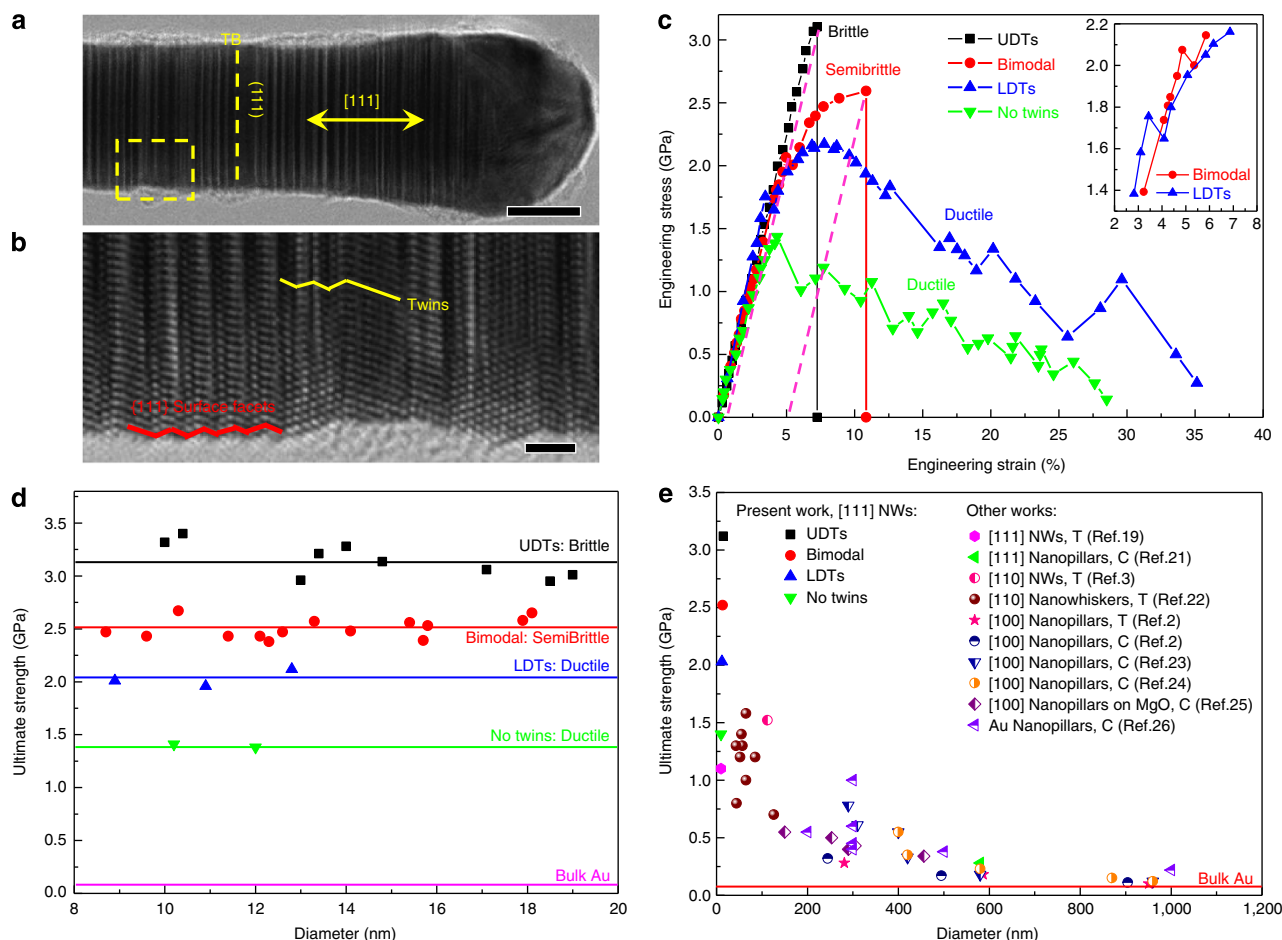 a
TB
(111)
[111]
b
Twins
{111} Surface facets
c
Engineering stress (GPa)
3.0
2.5
2.0
1.5
1.0
0.5
0.0
0 5 10 15 20 25 30 35 40
Engineering strain (%)
UDTs
Bimodal
LDTs
No twins
Brittle
Semibrittle
Ductile
Ductile
2.2
2.0
1.8
1.6
1.4
2 3 4 5 6 7 8
Bimodal
LDTs
d
Ultimate strength (GPa)
3.5
3.0
2.5
2.0
1.5
1.0
0.5
0.0
8 10 12 14 16 18 20
Diameter (nm)
UDTs: Brittle
Bimodal: SemiBrittle
LDTs: Ductile
No twins: Ductile
Bulk Au
e
Ultimate strength (GPa)
3.5
3.0
2.5
2.0
1.5
1.0
0.5
0.0
0 200 400 600 800 1,000 1,200
Diameter (nm)
Present work, [111] NWs:
UDTs
Bimodal
LDTs
No twins
Other works:
[111] NWs, T (Ref.19)
[111] Nanopillars, C (Ref.21)
[110] NWs, T (Ref.3)
[110] Nanowhiskers, T (Ref.22)
[100] Nanopillars, T (Ref.2)
[100] Nanopillars, C (Ref.2)
[100] Nanopillars, C (Ref.23)
[100] Nanopillars, C (Ref.24)
[100] Nanopillars on MgO, C (Ref.25)
Au Nanopillars, C (Ref.26)
Bulk Au